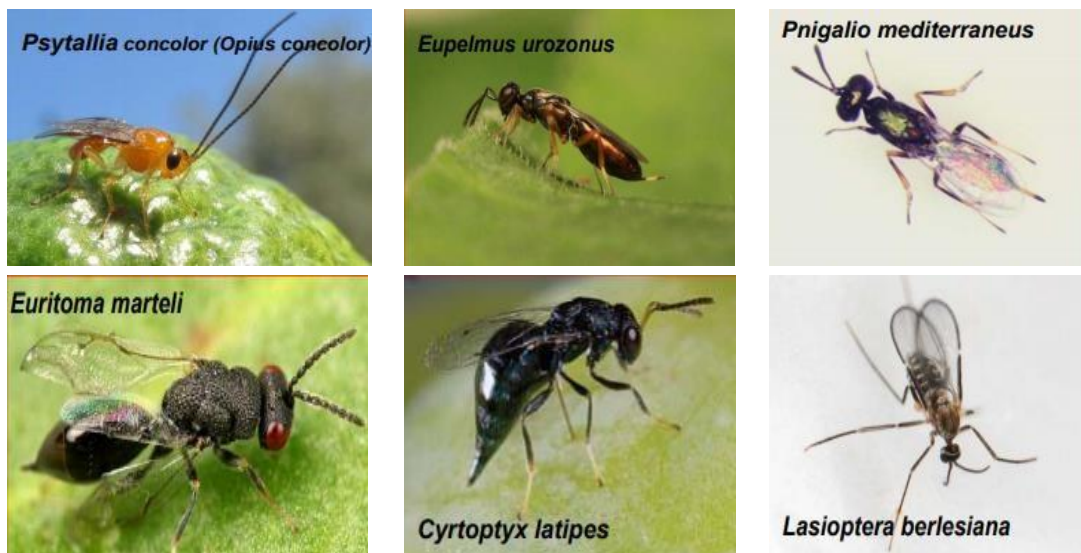 Psytallia concolor (Opius concolor)
Eupelmus urozonus
Pnigalio mediterraneus
Euritoma marteli
Cyrtoptyx latipes
Lasioptera berlesiana